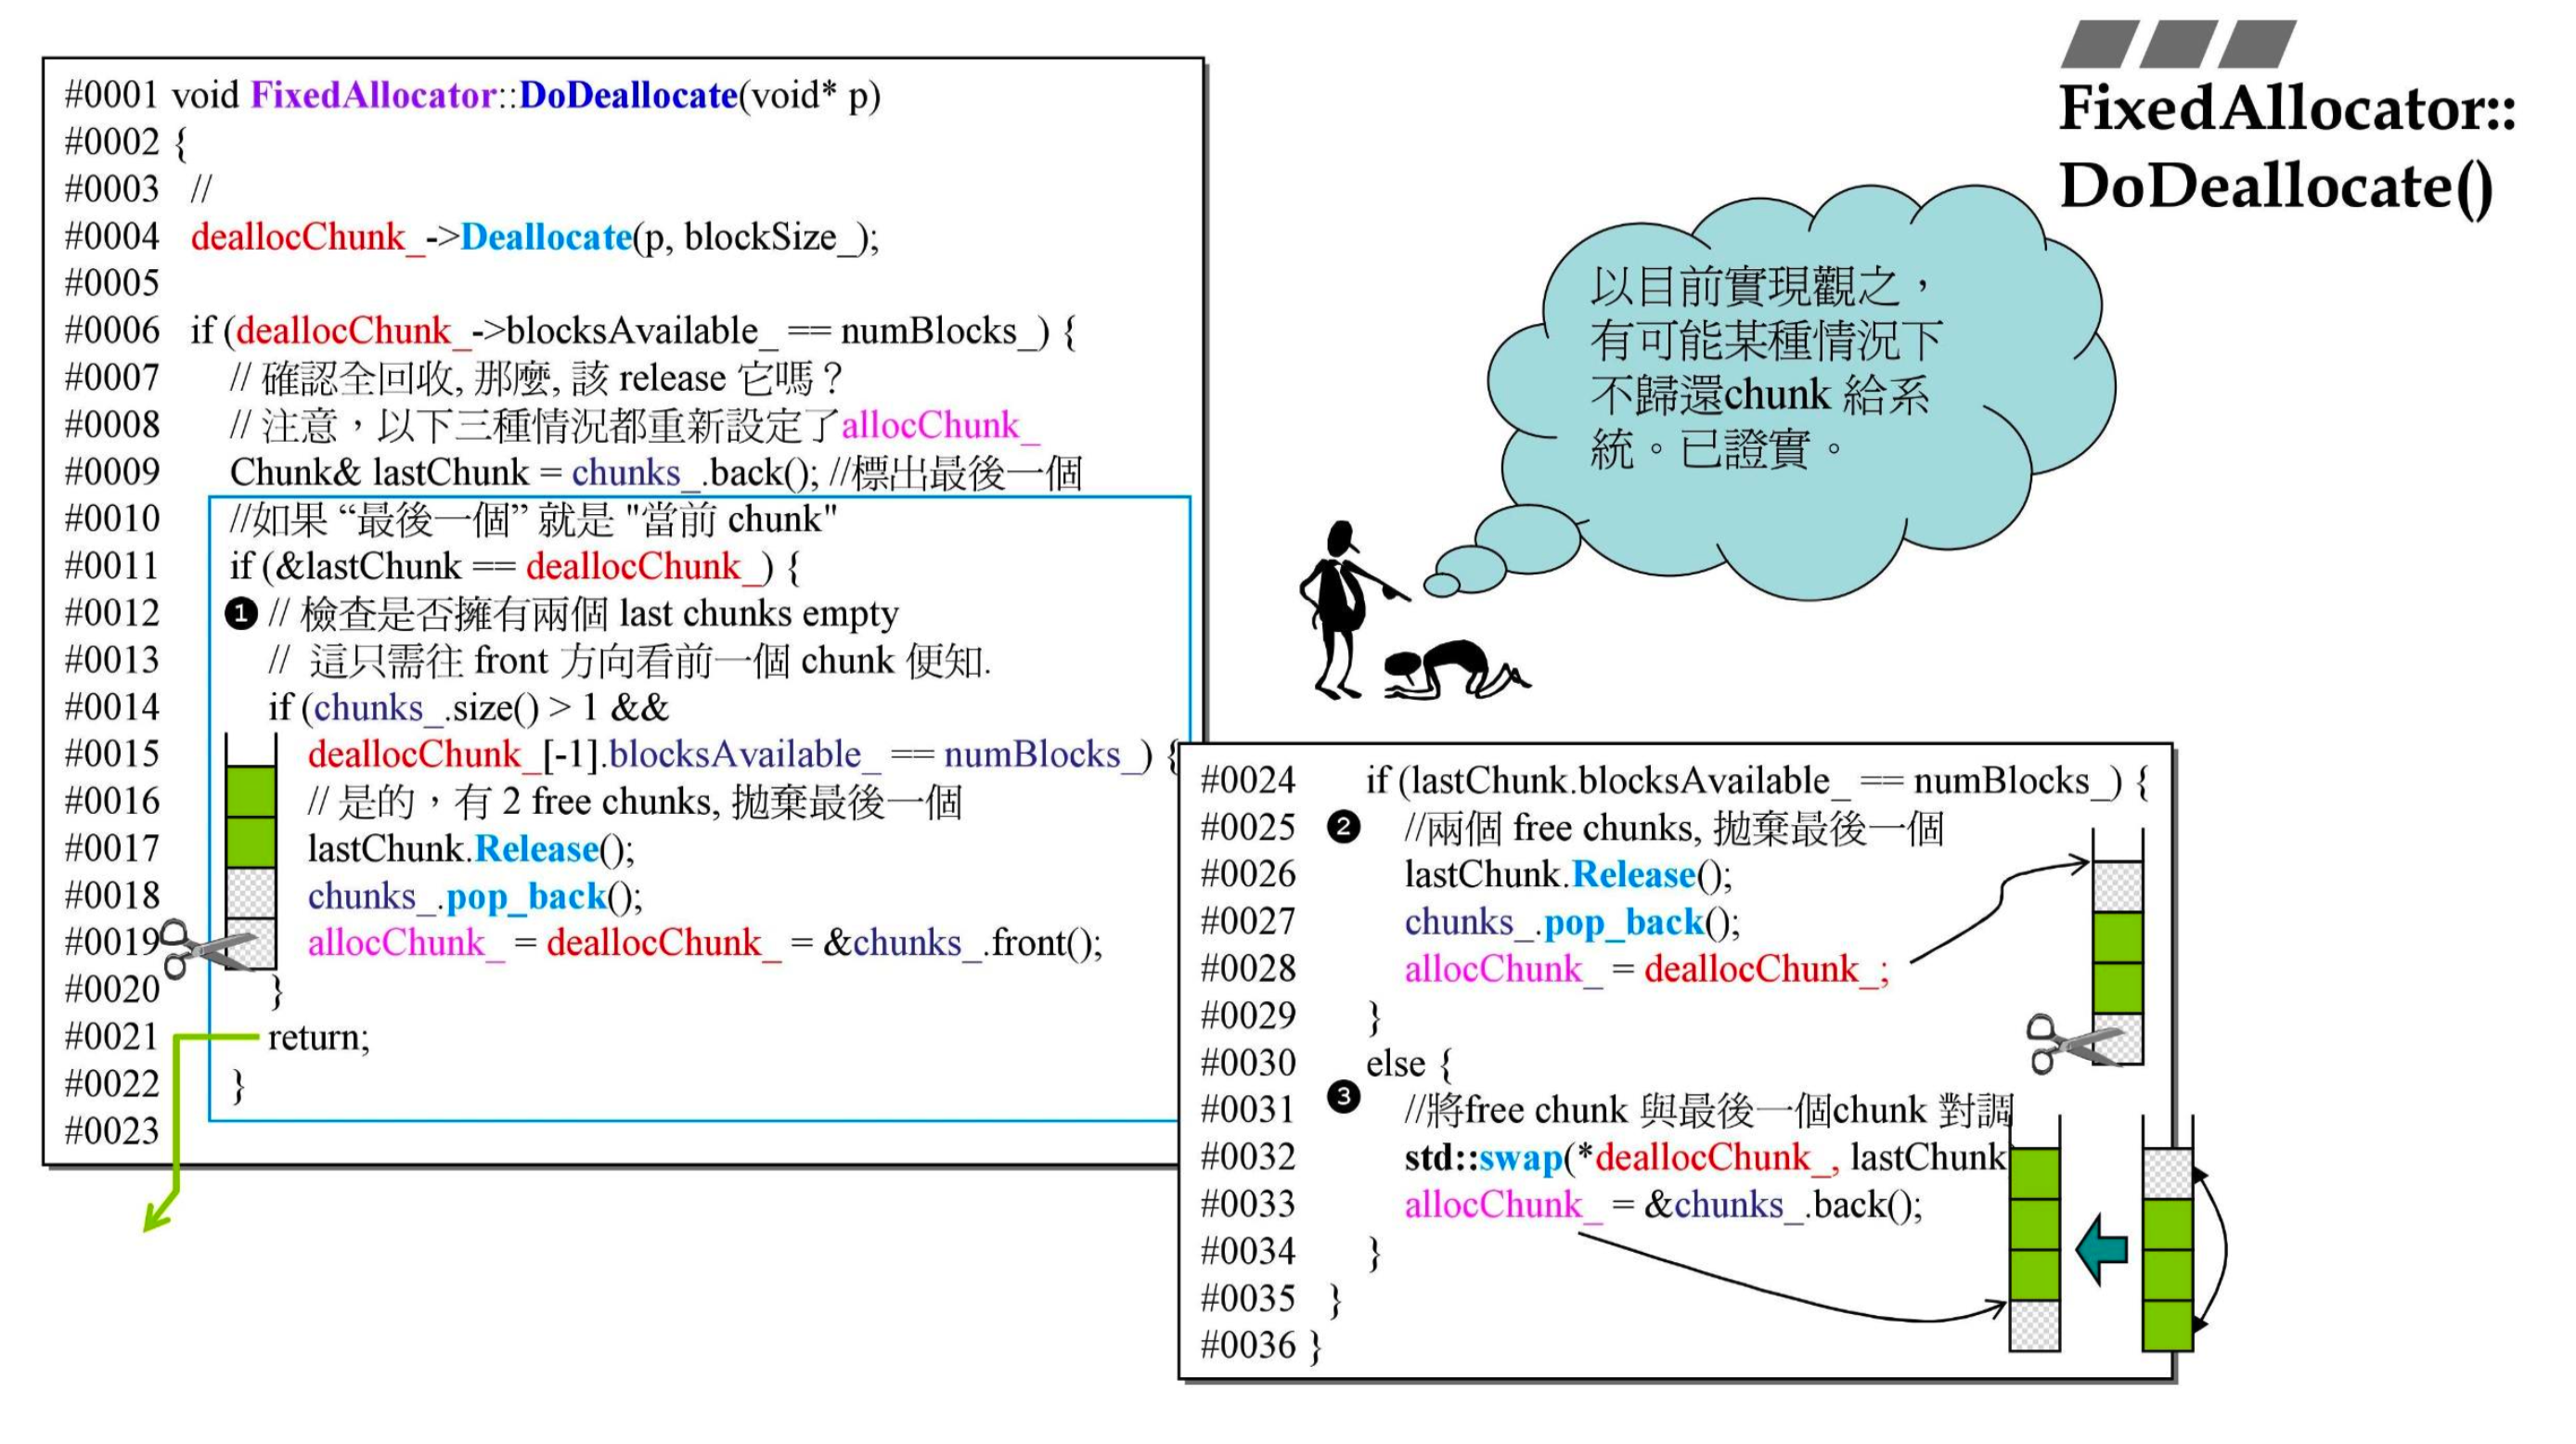 FixedAllocator::
DoDeallocate()
#0001 void FixedAllocator::DoDeallocate(void* p)
#0002 {
#0003 //
#0004 deallocChunk_->Deallocate(p, blockSize_);
#0005
#0006 if (deallocChunk_->blocksAvailable_ == numBlocks_) {
#0007 // 確認全回收, 那麼, 該 release 它嗎？
#0008 // 注意，以下三種情況都重新設定了allocChunk_
#0009 Chunk& lastChunk = chunks_.back(); //標出最後一個
#0010 //如果 “最後一個” 就是 "當前 chunk"
#0011 if (&lastChunk == deallocChunk_) {
#0012 ❶ // 檢查是否擁有兩個 last chunks empty
#0013 // 這只需往 front 方向看前一個 chunk 便知.
#0014 if (chunks_.size() > 1 &&
#0015 deallocChunk_[-1].blocksAvailable_ == numBlocks_) {
#0016 // 是的，有 2 free chunks, 拋棄最後一個
#0017 lastChunk.Release();
#0018 chunks_.pop_back();
#0019 allocChunk_ = deallocChunk_ = &chunks_.front();
#0020 }
#0021 return;
#0022 }
#0023
以目前實現觀之，
有可能某種情況下
不歸還chunk 給系
統。已證實。
#0024 if (lastChunk.blocksAvailable_ == numBlocks_) {
#0025 ❷ //兩個 free chunks, 拋棄最後一個
#0026 lastChunk.Release();
#0027 chunks_.pop_back();
#0028 allocChunk_ = deallocChunk_;
#0029 }
#0030 else {
#0031 ❸ //將free chunk 與最後一個chunk 對調
#0032 std::swap(*deallocChunk_, lastChunk
#0033 allocChunk_ = &chunks_.back();
#0034 }
#0035 }
#0036 }